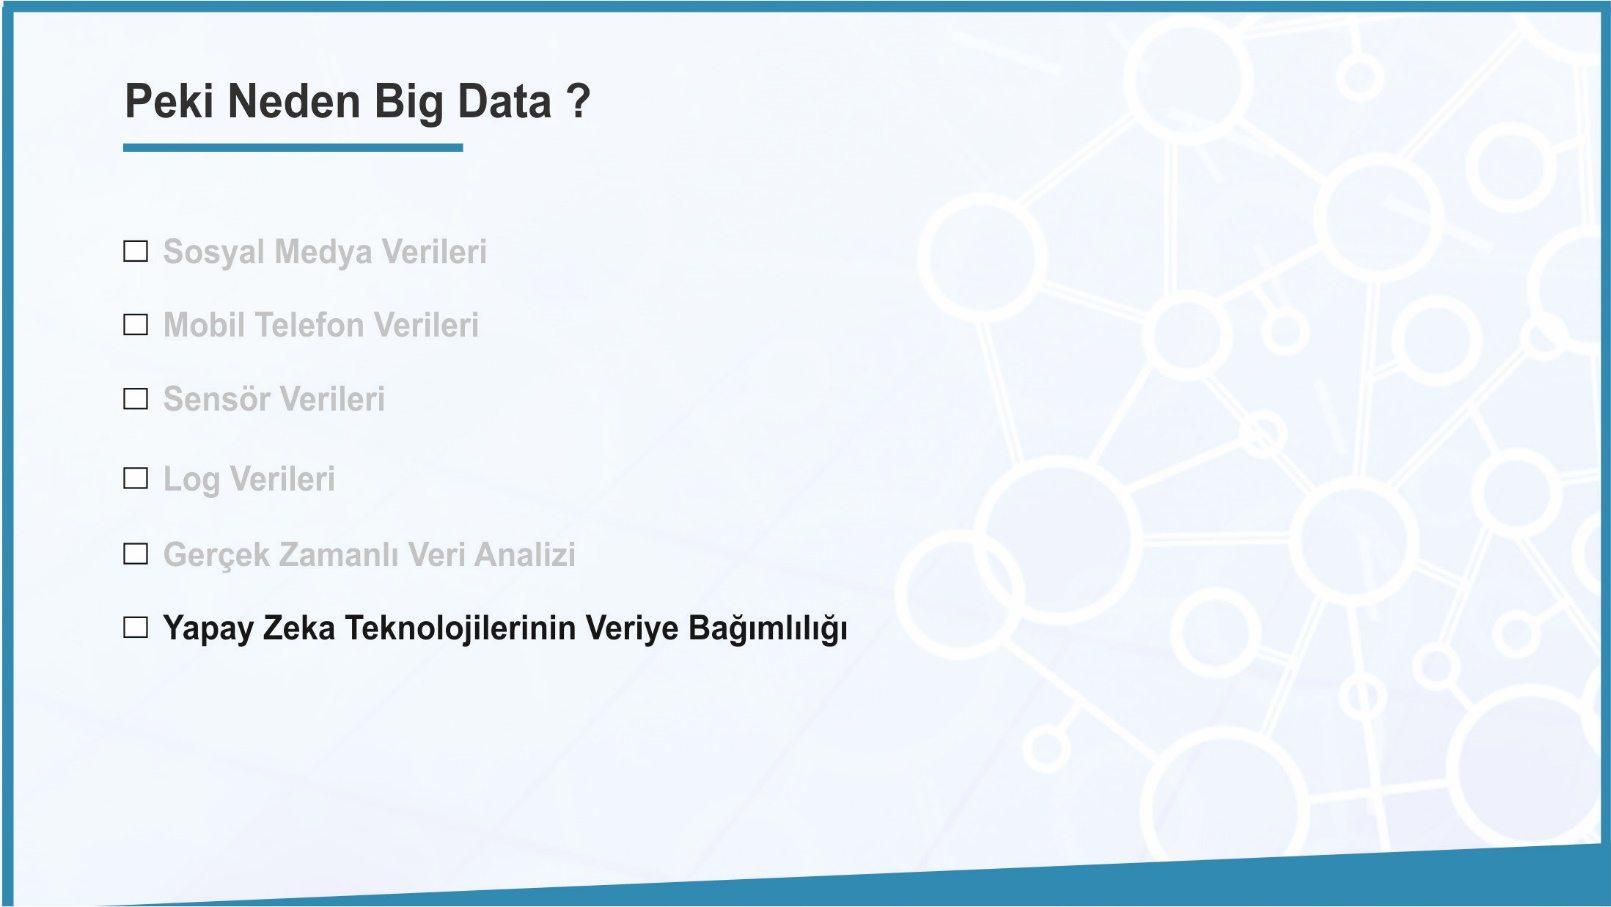 Peki Neden Big Data ?
Sosyal Medya Verileri
Mobil Telefon Verileri
Sensör Verileri
Log Verileri
Gerçek Zamanlı Veri Analizi
Yapay Zeka Teknolojilerinin Veriye Bağımlılığı